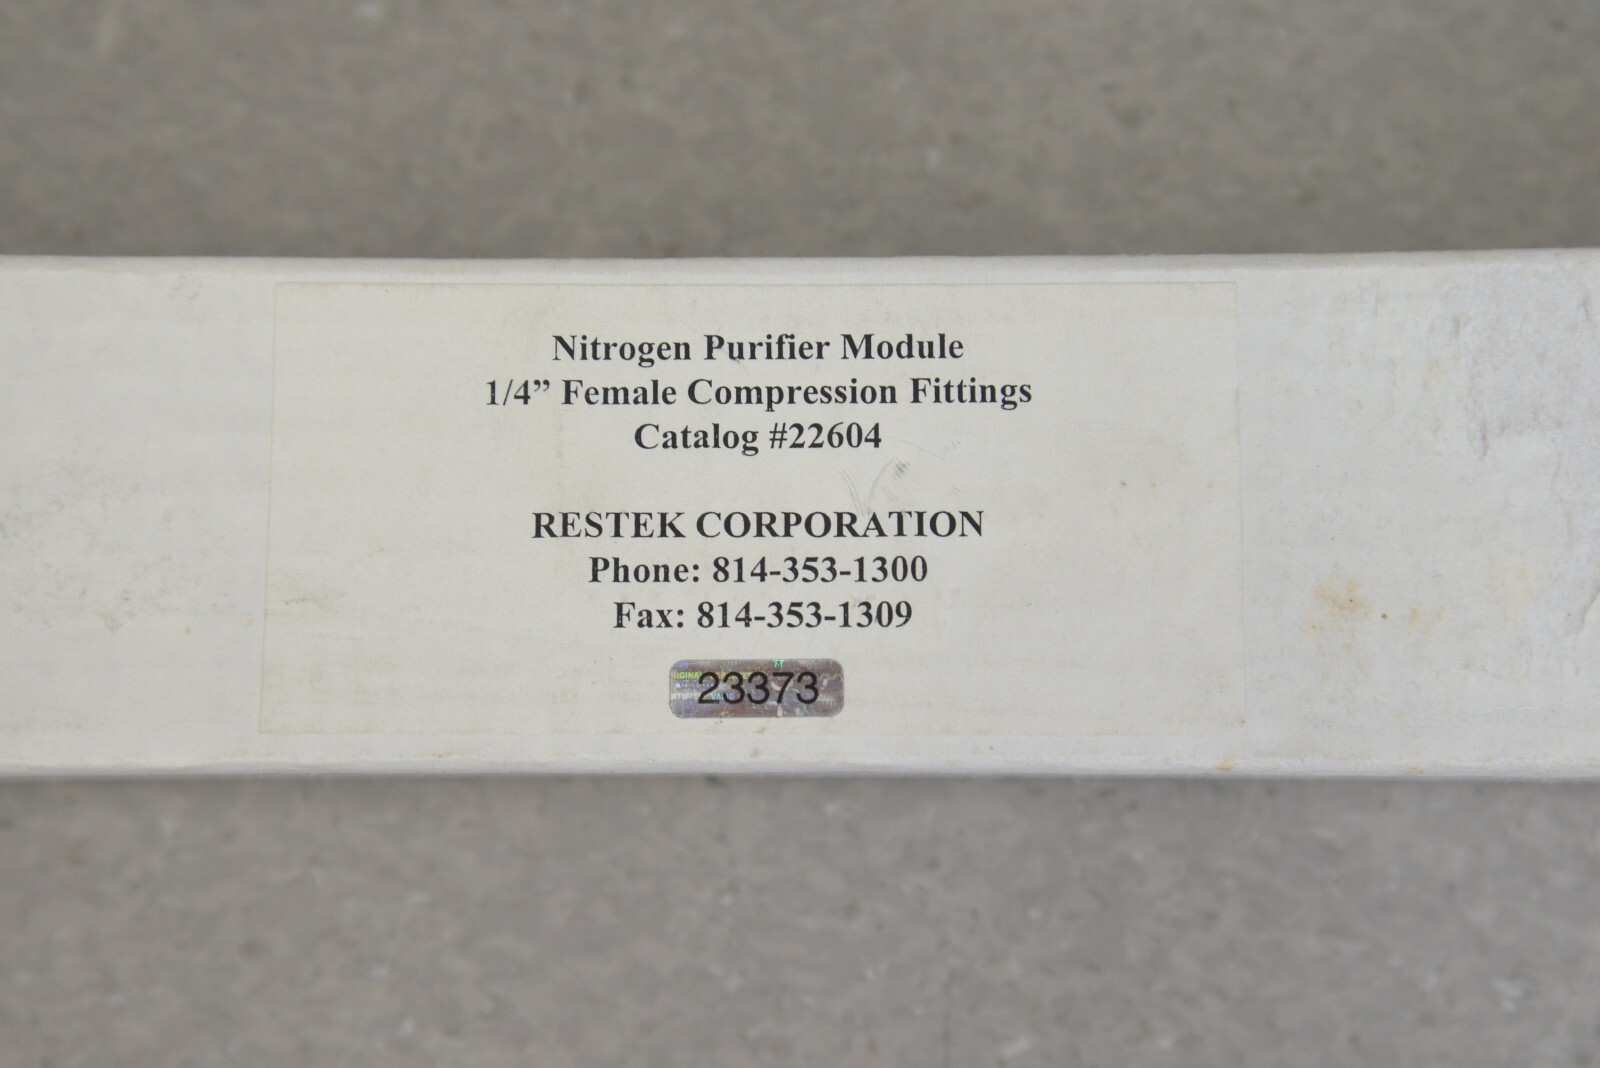 Nitrogen Purifier Module
1/4” Female Compression Fittings
Catalog #22604
RESTEK CORPORATION
Phone: 814-353-1300
Fax: 814-353-1309
23373